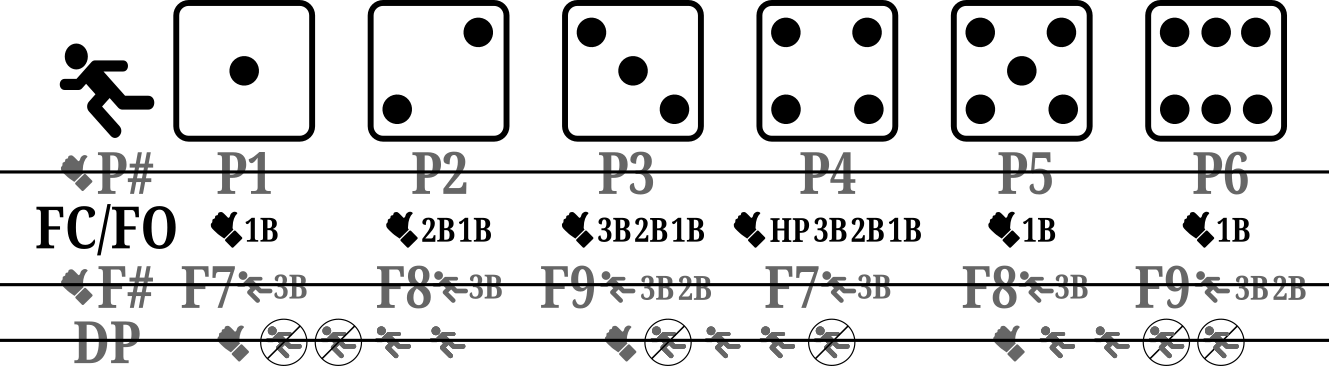 P# P1 P2 P3 P4 P5 P6
FC/FO 1B 2B1B 3B2B1B HP3B2B1B 1B 1B
F# F7 3B F8 3B F9 3B2B F7 3B F8 3B F9 3B2B
DP